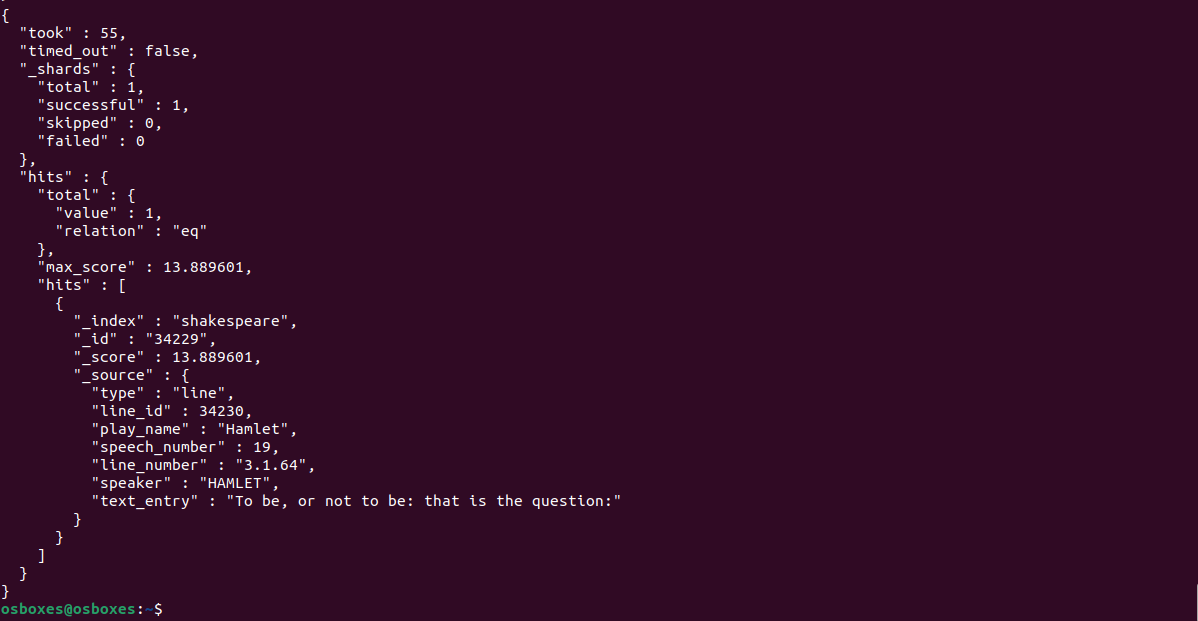 {
  "took" : 55,
  "timed_out" : false,
  "_shards" : {
    "total" : 1,
    "successful" : 1,
    "skipped" : 0,
    "failed" : 0
  },
  "hits" : {
    "total" : {
      "value" : 1,
      "relation" : "eq"
    },
    "max_score" : 13.889601,
    "hits" : [
      {
        "_index" : "shakespeare",
        "_id" : "34229",
        "_score" : 13.889601,
        "_source" : {
          "type" : "line",
          "line_id" : 34230,
          "play_name" : "Hamlet",
          "speech_number" : 19,
          "line_number" : "3.1.64",
          "speaker" : "HAMLET",
          "text_entry" : "To be, or not to be: that is the question:"
        }
      }
    ]
  }
}
osboxes@osboxes:~$